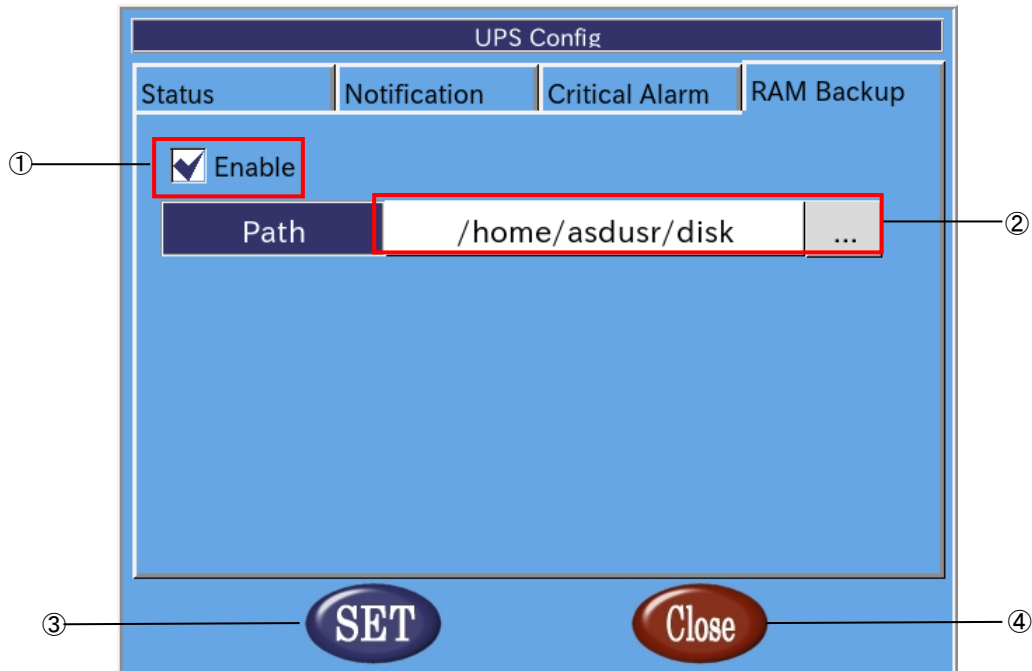 UPS Config
Status Notification Critical Alarm RAM Backup
① Enable
Path /home/asdusr/disk ... ②
③ SET Close ④